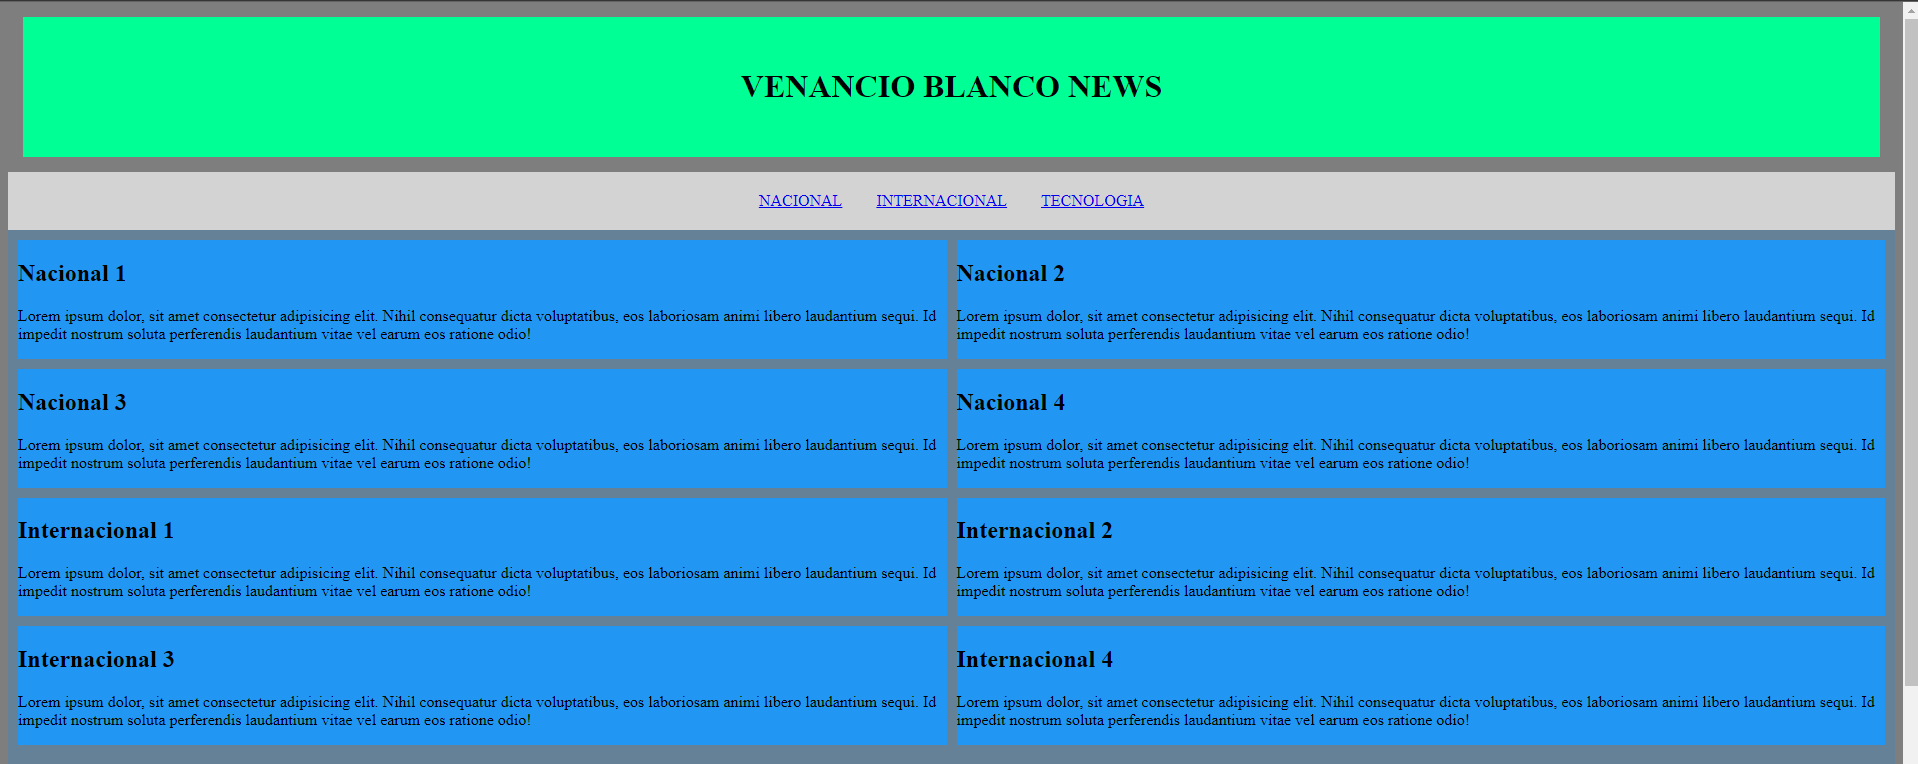 VENANCIO BLANCO NEWS
NACIONAL INTERNACIONAL TECNOLOGIA
Nacional 1
Lorem ipsum dolor, sit amet consectetur adipisicing elit. Nihil consequatur dicta voluptatibus, eos laboriosam animi libero laudantium sequi. Id
impedit nostrum soluta perferendis laudantium vitae vel earum eos ratione odio!
Nacional 2
Lorem ipsum dolor, sit amet consectetur adipisicing elit. Nihil consequatur dicta voluptatibus, eos laboriosam animi libero laudantium sequi. Id
impedit nostrum soluta perferendis laudantium vitae vel earum eos ratione odio!
Nacional 3
Lorem ipsum dolor, sit amet consectetur adipisicing elit. Nihil consequatur dicta voluptatibus, eos laboriosam animi libero laudantium sequi. Id
impedit nostrum soluta perferendis laudantium vitae vel earum eos ratione odio!
Nacional 4
Lorem ipsum dolor, sit amet consectetur adipisicing elit. Nihil consequatur dicta voluptatibus, eos laboriosam animi libero laudantium sequi. Id
impedit nostrum soluta perferendis laudantium vitae vel earum eos ratione odio!
Internacional 1
Lorem ipsum dolor, sit amet consectetur adipisicing elit. Nihil consequatur dicta voluptatibus, eos laboriosam animi libero laudantium sequi. Id
impedit nostrum soluta perferendis laudantium vitae vel earum eos ratione odio!
Internacional 2
Lorem ipsum dolor, sit amet consectetur adipisicing elit. Nihil consequatur dicta voluptatibus, eos laboriosam animi libero laudantium sequi. Id
impedit nostrum soluta perferendis laudantium vitae vel earum eos ratione odio!
Internacional 3
Lorem ipsum dolor, sit amet consectetur adipisicing elit. Nihil consequatur dicta voluptatibus, eos laboriosam animi libero laudantium sequi. Id
impedit nostrum soluta perferendis laudantium vitae vel earum eos ratione odio!
Internacional 4
Lorem ipsum dolor, sit amet consectetur adipisicing elit. Nihil consequatur dicta voluptatibus, eos laboriosam animi libero laudantium sequi. Id
impedit nostrum soluta perferendis laudantium vitae vel earum eos ratione odio!